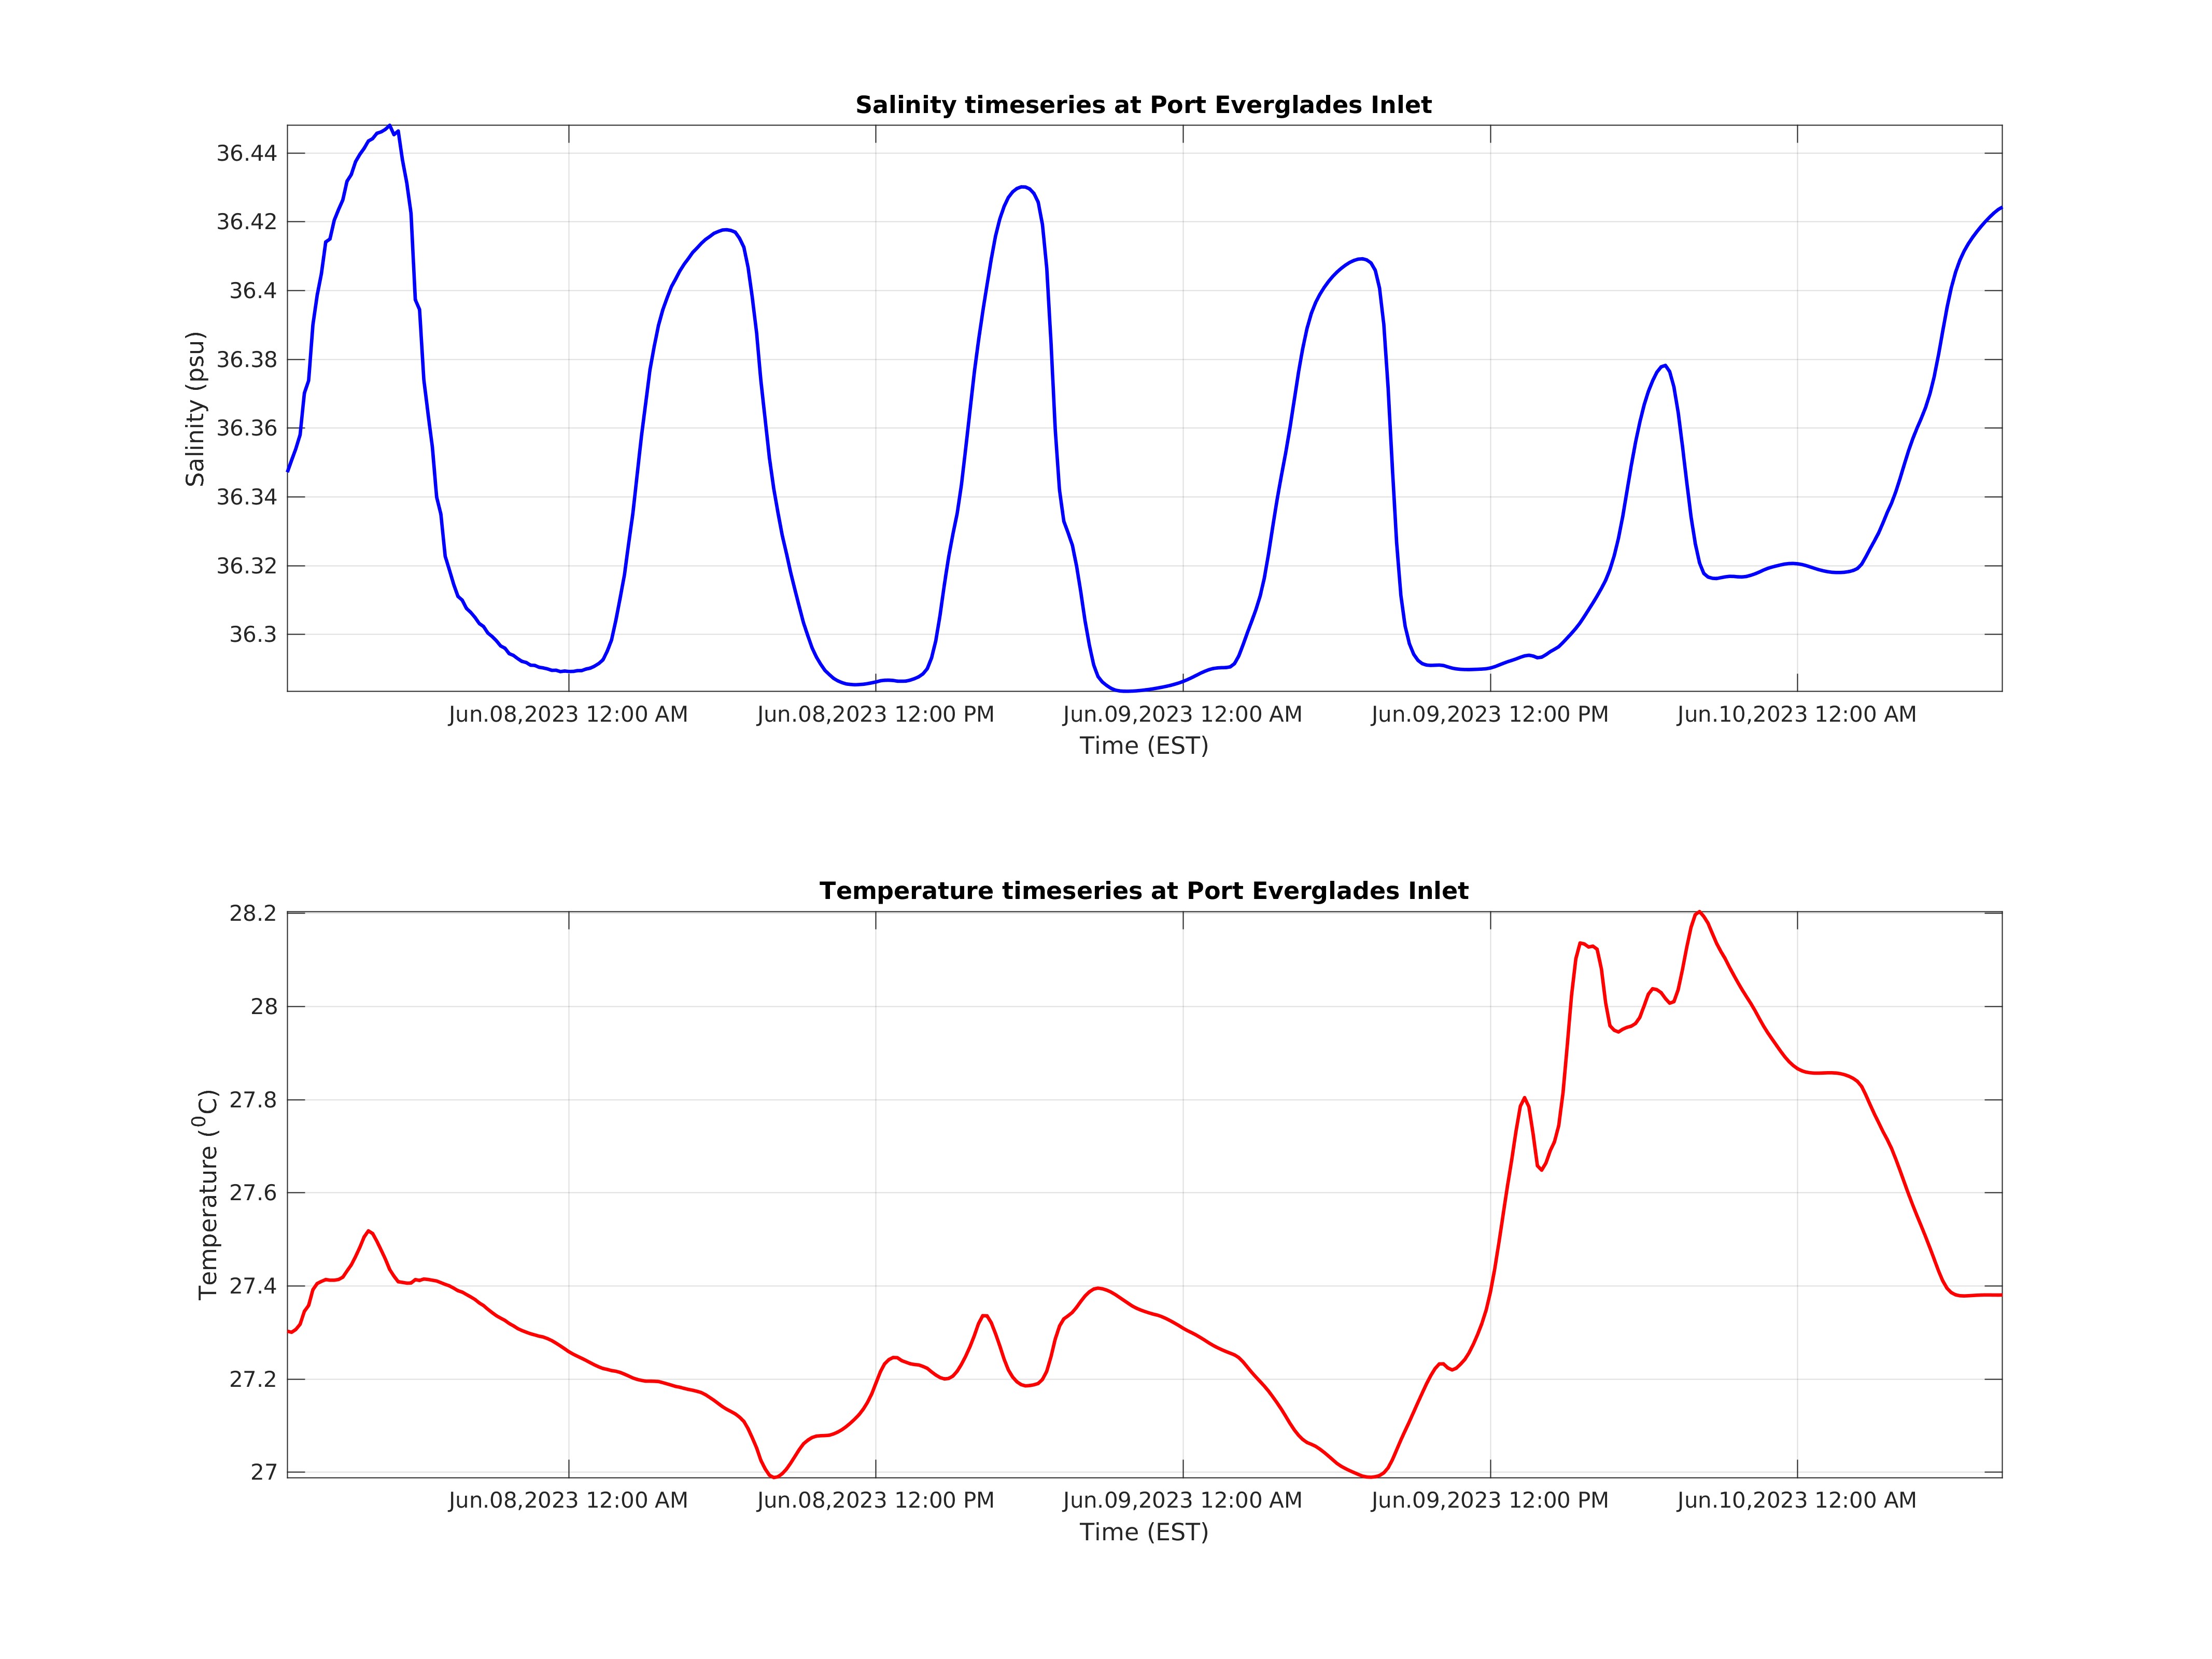 Salinity timeseries at Port Everglades Inlet
36.44
36.42
36.4
36.38
36.36
36.34
36.32
36.3
Salinity (psu)
Jun.08,2023 12:00 AM
Jun.08,2023 12:00 PM
Jun.09,2023 12:00 AM
Jun.09,2023 12:00 PM
Jun.10,2023 12:00 AM
Time (EST)
Temperature timeseries at Port Everglades Inlet
28.2
28
27.8
27.6
27.4
27.2
27
Temperature (⁰C)
Jun.08,2023 12:00 AM
Jun.08,2023 12:00 PM
Jun.09,2023 12:00 AM
Jun.09,2023 12:00 PM
Jun.10,2023 12:00 AM
Time (EST)